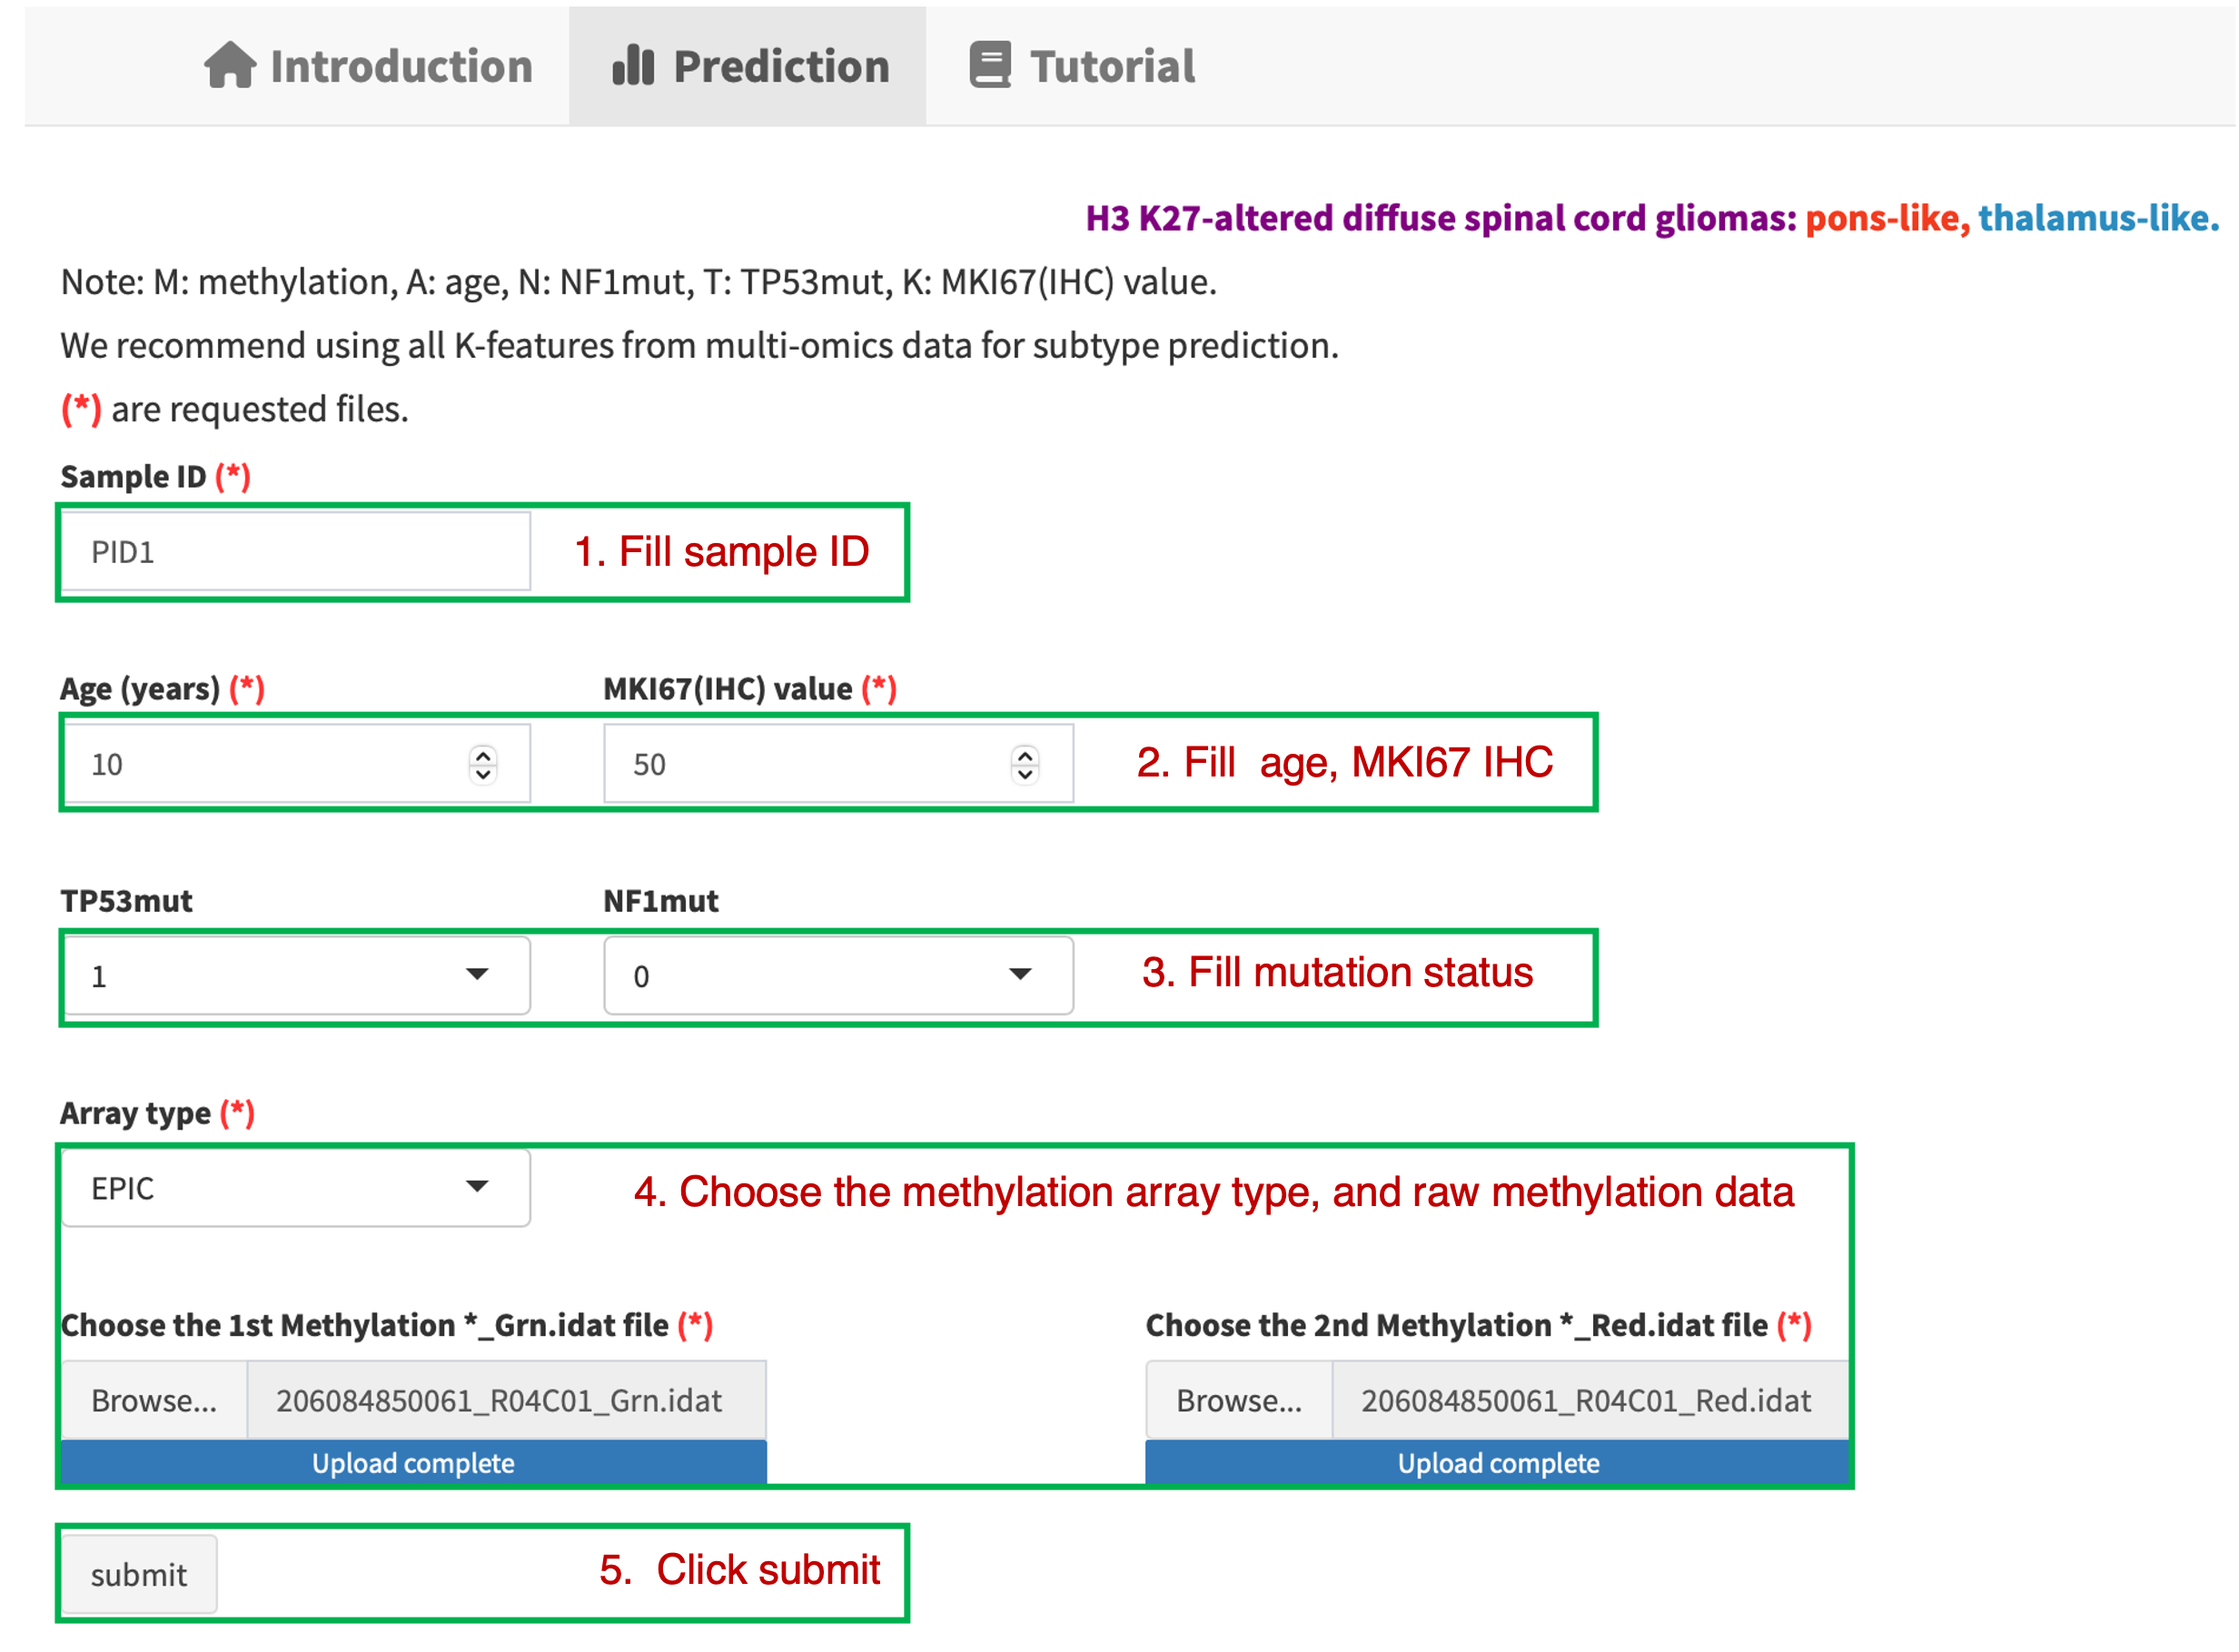 Introduction Prediction Tutorial
H3 K27-altered diffuse spinal cord gliomas: pons-like, thalamus-like.
Note: M: methylation, A: age, N: NF1mut, T: TP53mut, K: MKI67(IHC) value.
We recommend using all K-features from multi-omics data for subtype prediction.
(*) are requested files.
Sample ID (*)
PID1 1. Fill sample ID
Age (years) (*) MKI67(IHC) value (*)
10 50 2. Fill age, MKI67 IHC
TP53mut NF1mut
1 0 3. Fill mutation status
Array type (*)
EPIC 4. Choose the methylation array type, and raw methylation data
Choose the 1st Methylation *_Grn.idat file (*) Choose the 2nd Methylation *_Red.idat file (*)
Browse... 206084850061_R04C01_Grn.idat Browse... 206084850061_R04C01_Red.idat
Upload complete Upload complete
submit 5. Click submit